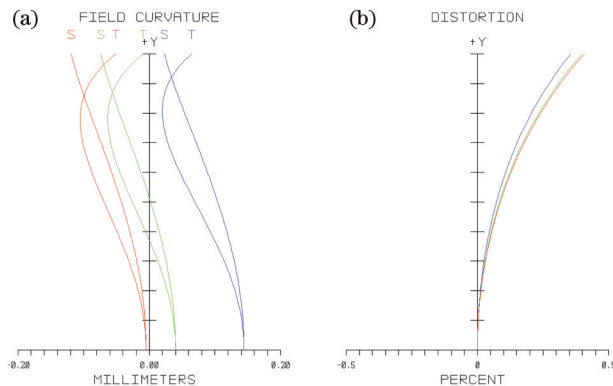 (a) FIELD CURVATURE
S S T T S T
+Y
-0.20 0.00 0.20
MILLIMETERS
(b) DISTORTION
+Y
-0.5 0 0.5
PERCENT